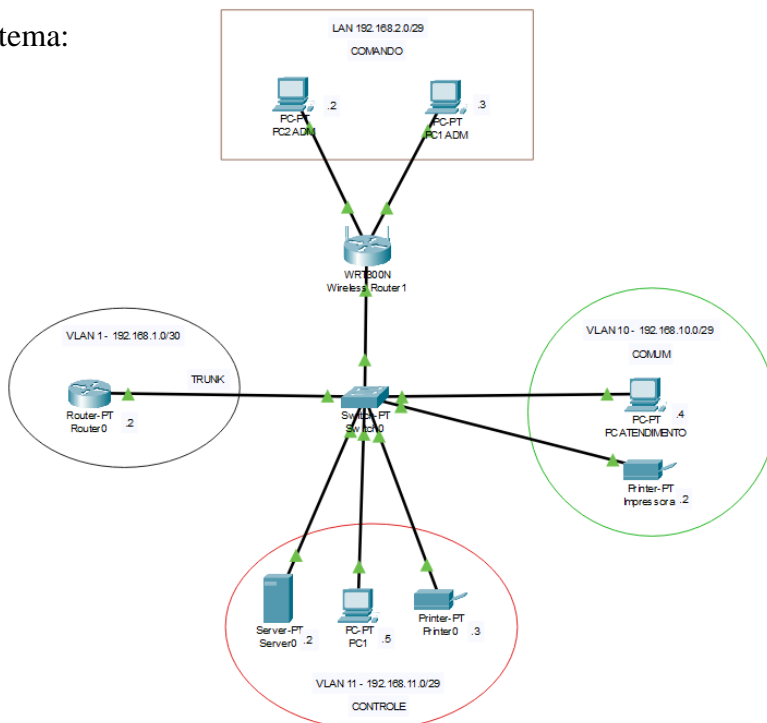 tema:
LAN 192.168.2.0/29
COMANDO
.2
.3
PC-PT
PC2 ADM
PC-PT
PC1 ADM
WRT300N
Wireless Router1
VLAN 1 - 192.168.1.0/30
TRUNK
Router-PT
Router0
.2
Switch-PT
Switch0
VLAN 10 - 192.168.10.0/29
COMUM
.4
PC-PT
PC ATENDIMENTO
Printer-PT
Impressora .2
Server-PT
Server0 .2
PC-PT
PC1 .5
Printer-PT
Printer0 .3
VLAN 11 - 192.168.11.0/29
CONTROLE